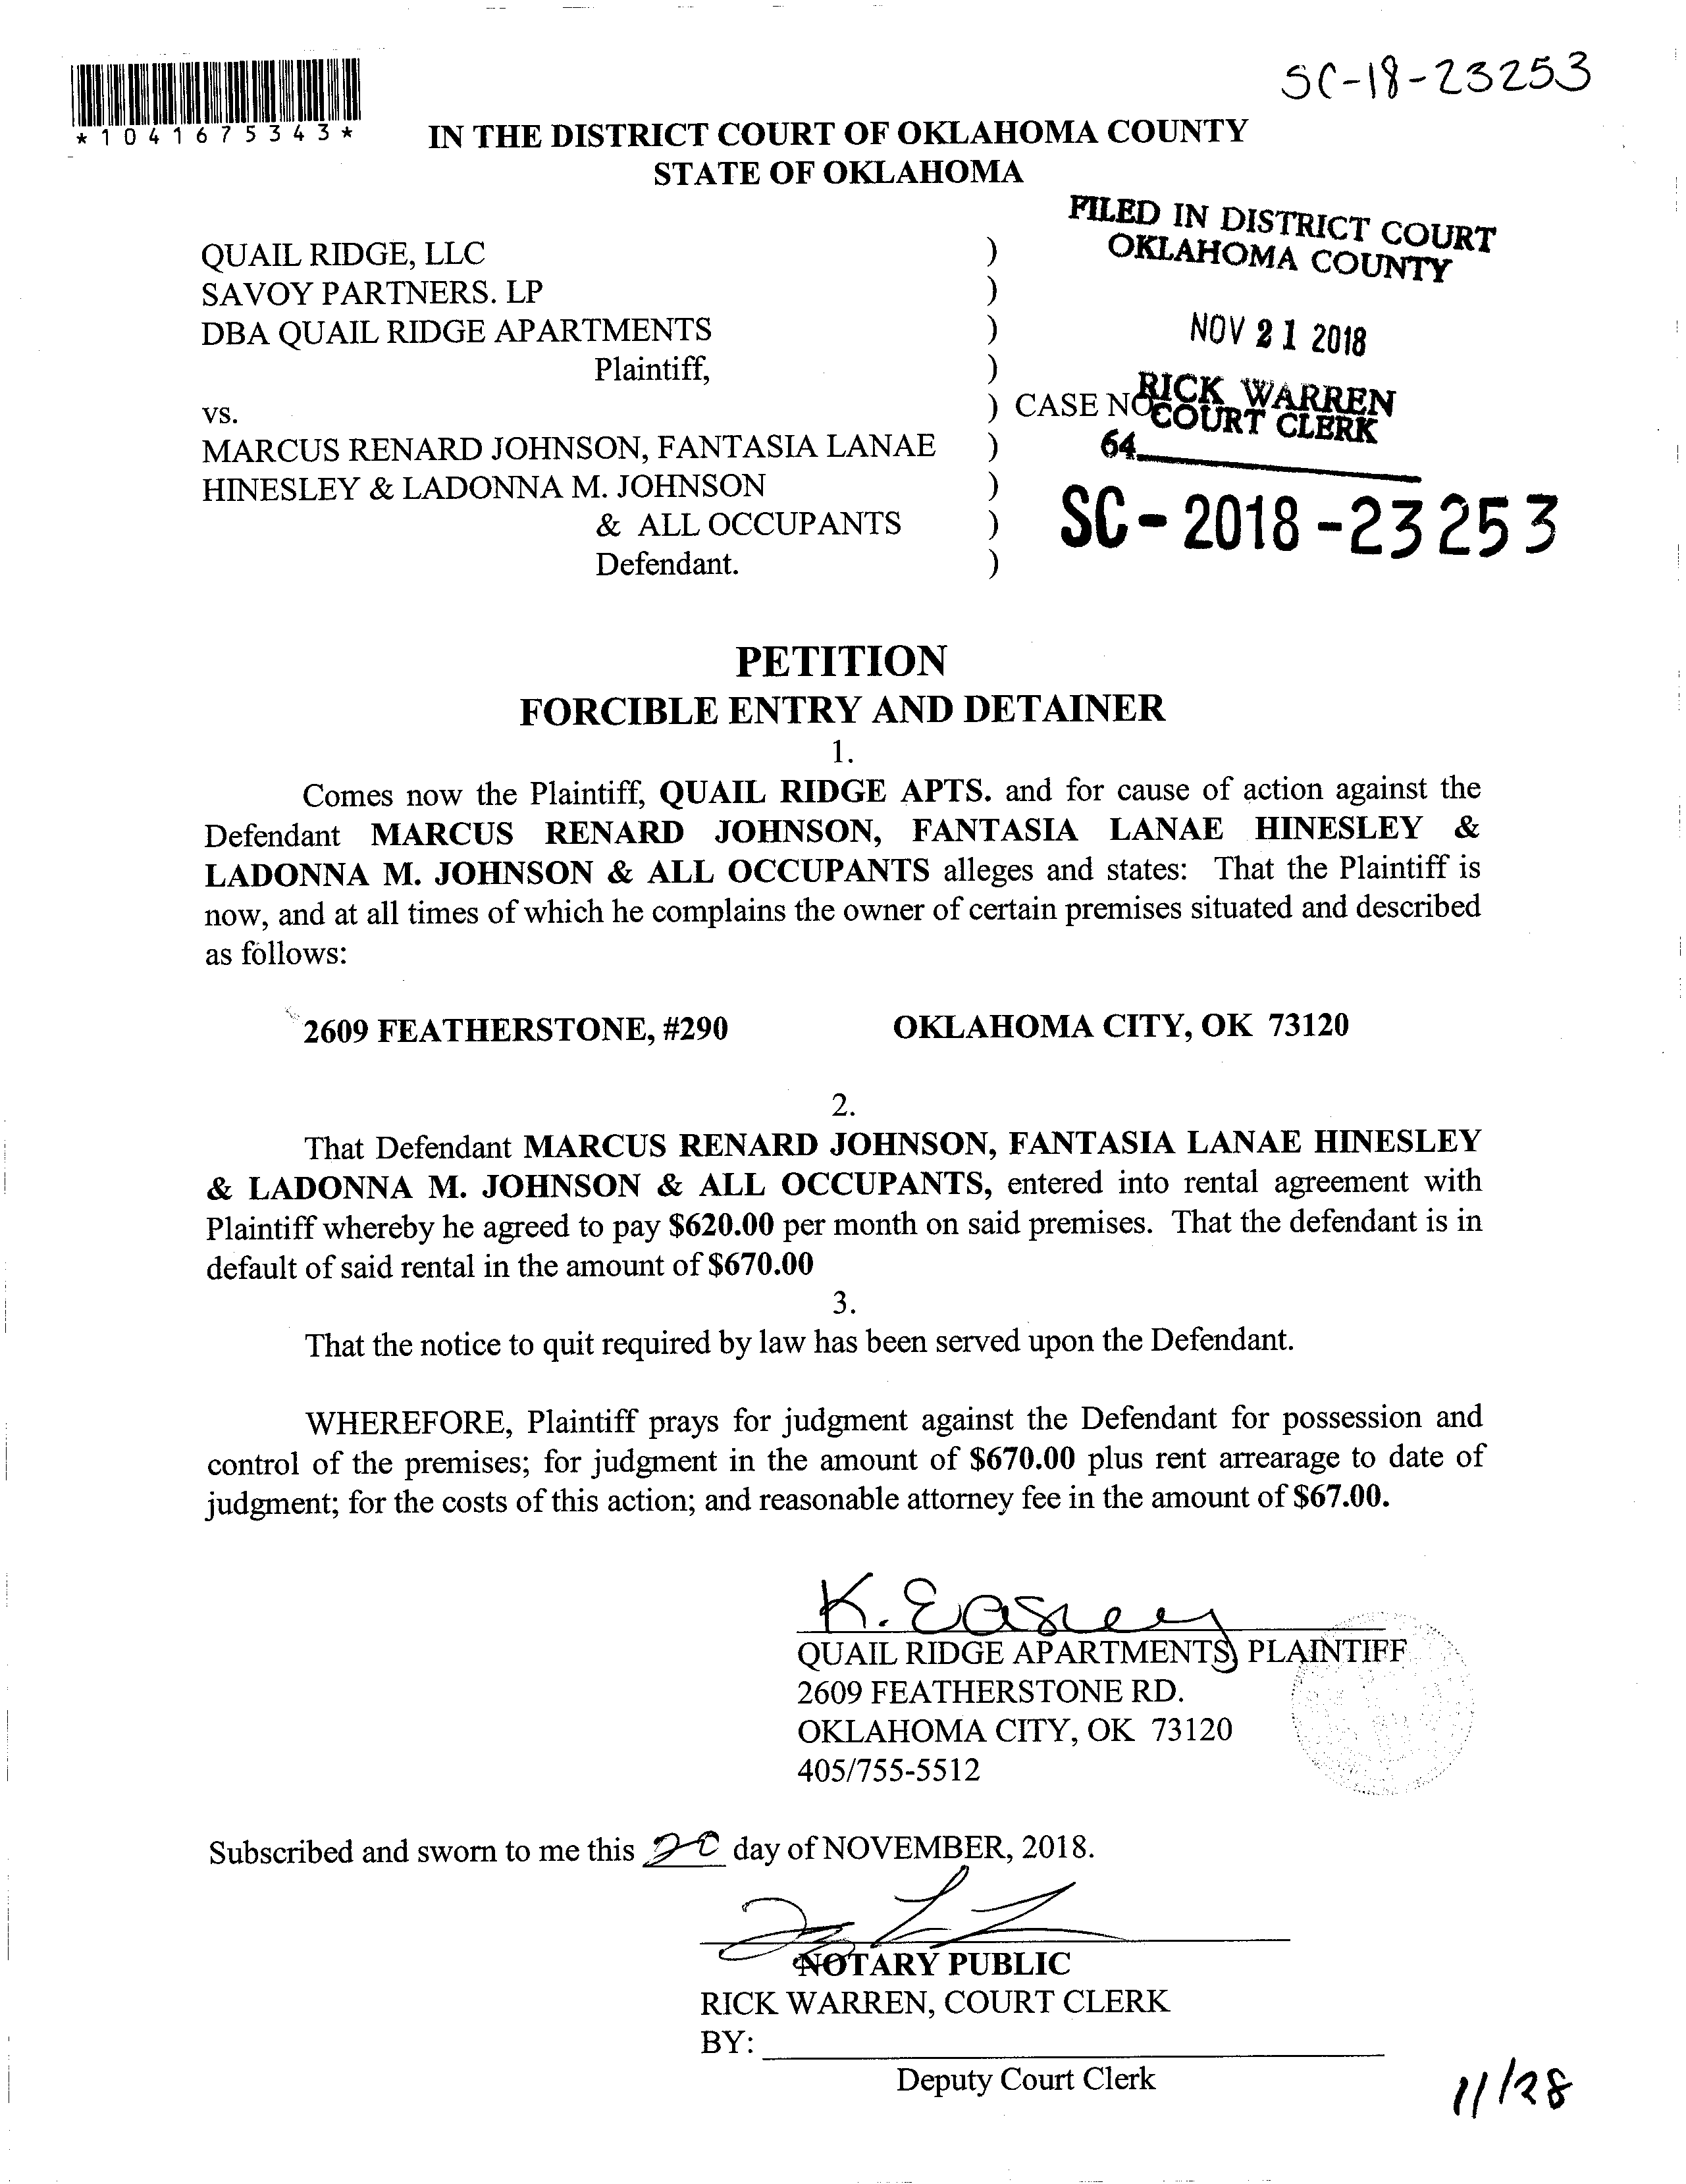 SC-18-23253
*1041675343*
IN THE DISTRICT COURT OF OKLAHOMA COUNTY
STATE OF OKLAHOMA
FILED IN DISTRICT COURT
OKLAHOMA COUNTY
QUAIL RIDGE, LLC )
SAVOY PARTNERS. LP )
DBA QUAIL RIDGE APARTMENTS ) NOV 21 2018
Plaintiff, )
RICK WARREN
vs. ) CASE NO
COURT CLERK
MARCUS RENARD JOHNSON, FANTASIA LANAE ) 64
HINESLEY & LADONNA M. JOHNSON )
& ALL OCCUPANTS ) SC-2018-23253
Defendant. )
PETITION
FORCIBLE ENTRY AND DETAINER
1.
Comes now the Plaintiff, QUAIL RIDGE APTS. and for cause of action against the
Defendant MARCUS RENARD JOHNSON, FANTASIA LANAE HINESLEY &
LADONNA M. JOHNSON & ALL OCCUPANTS alleges and states: That the Plaintiff is
now, and at all times of which he complains the owner of certain premises situated and described
as follows:
2609 FEATHERSTONE, #290 OKLAHOMA CITY, OK 73120
2.
That Defendant MARCUS RENARD JOHNSON, FANTASIA LANAE HINESLEY
& LADONNA M. JOHNSON & ALL OCCUPANTS, entered into rental agreement with
Plaintiff whereby he agreed to pay $620.00 per month on said premises. That the defendant is in
default of said rental in the amount of $670.00
3.
That the notice to quit required by law has been served upon the Defendant.
WHEREFORE, Plaintiff prays for judgment against the Defendant for possession and
control of the premises; for judgment in the amount of $670.00 plus rent arrearage to date of
judgment; for the costs of this action; and reasonable attorney fee in the amount of $67.00.
K. Easley
QUAIL RIDGE APARTMENTS, PLAINTIFF
2609 FEATHERSTONE RD.
OKLAHOMA CITY, OK 73120
405/755-5512
Subscribed and sworn to me this 20 day of NOVEMBER, 2018.
NOTARY PUBLIC
RICK WARREN, COURT CLERK
BY:
Deputy Court Clerk
11/28